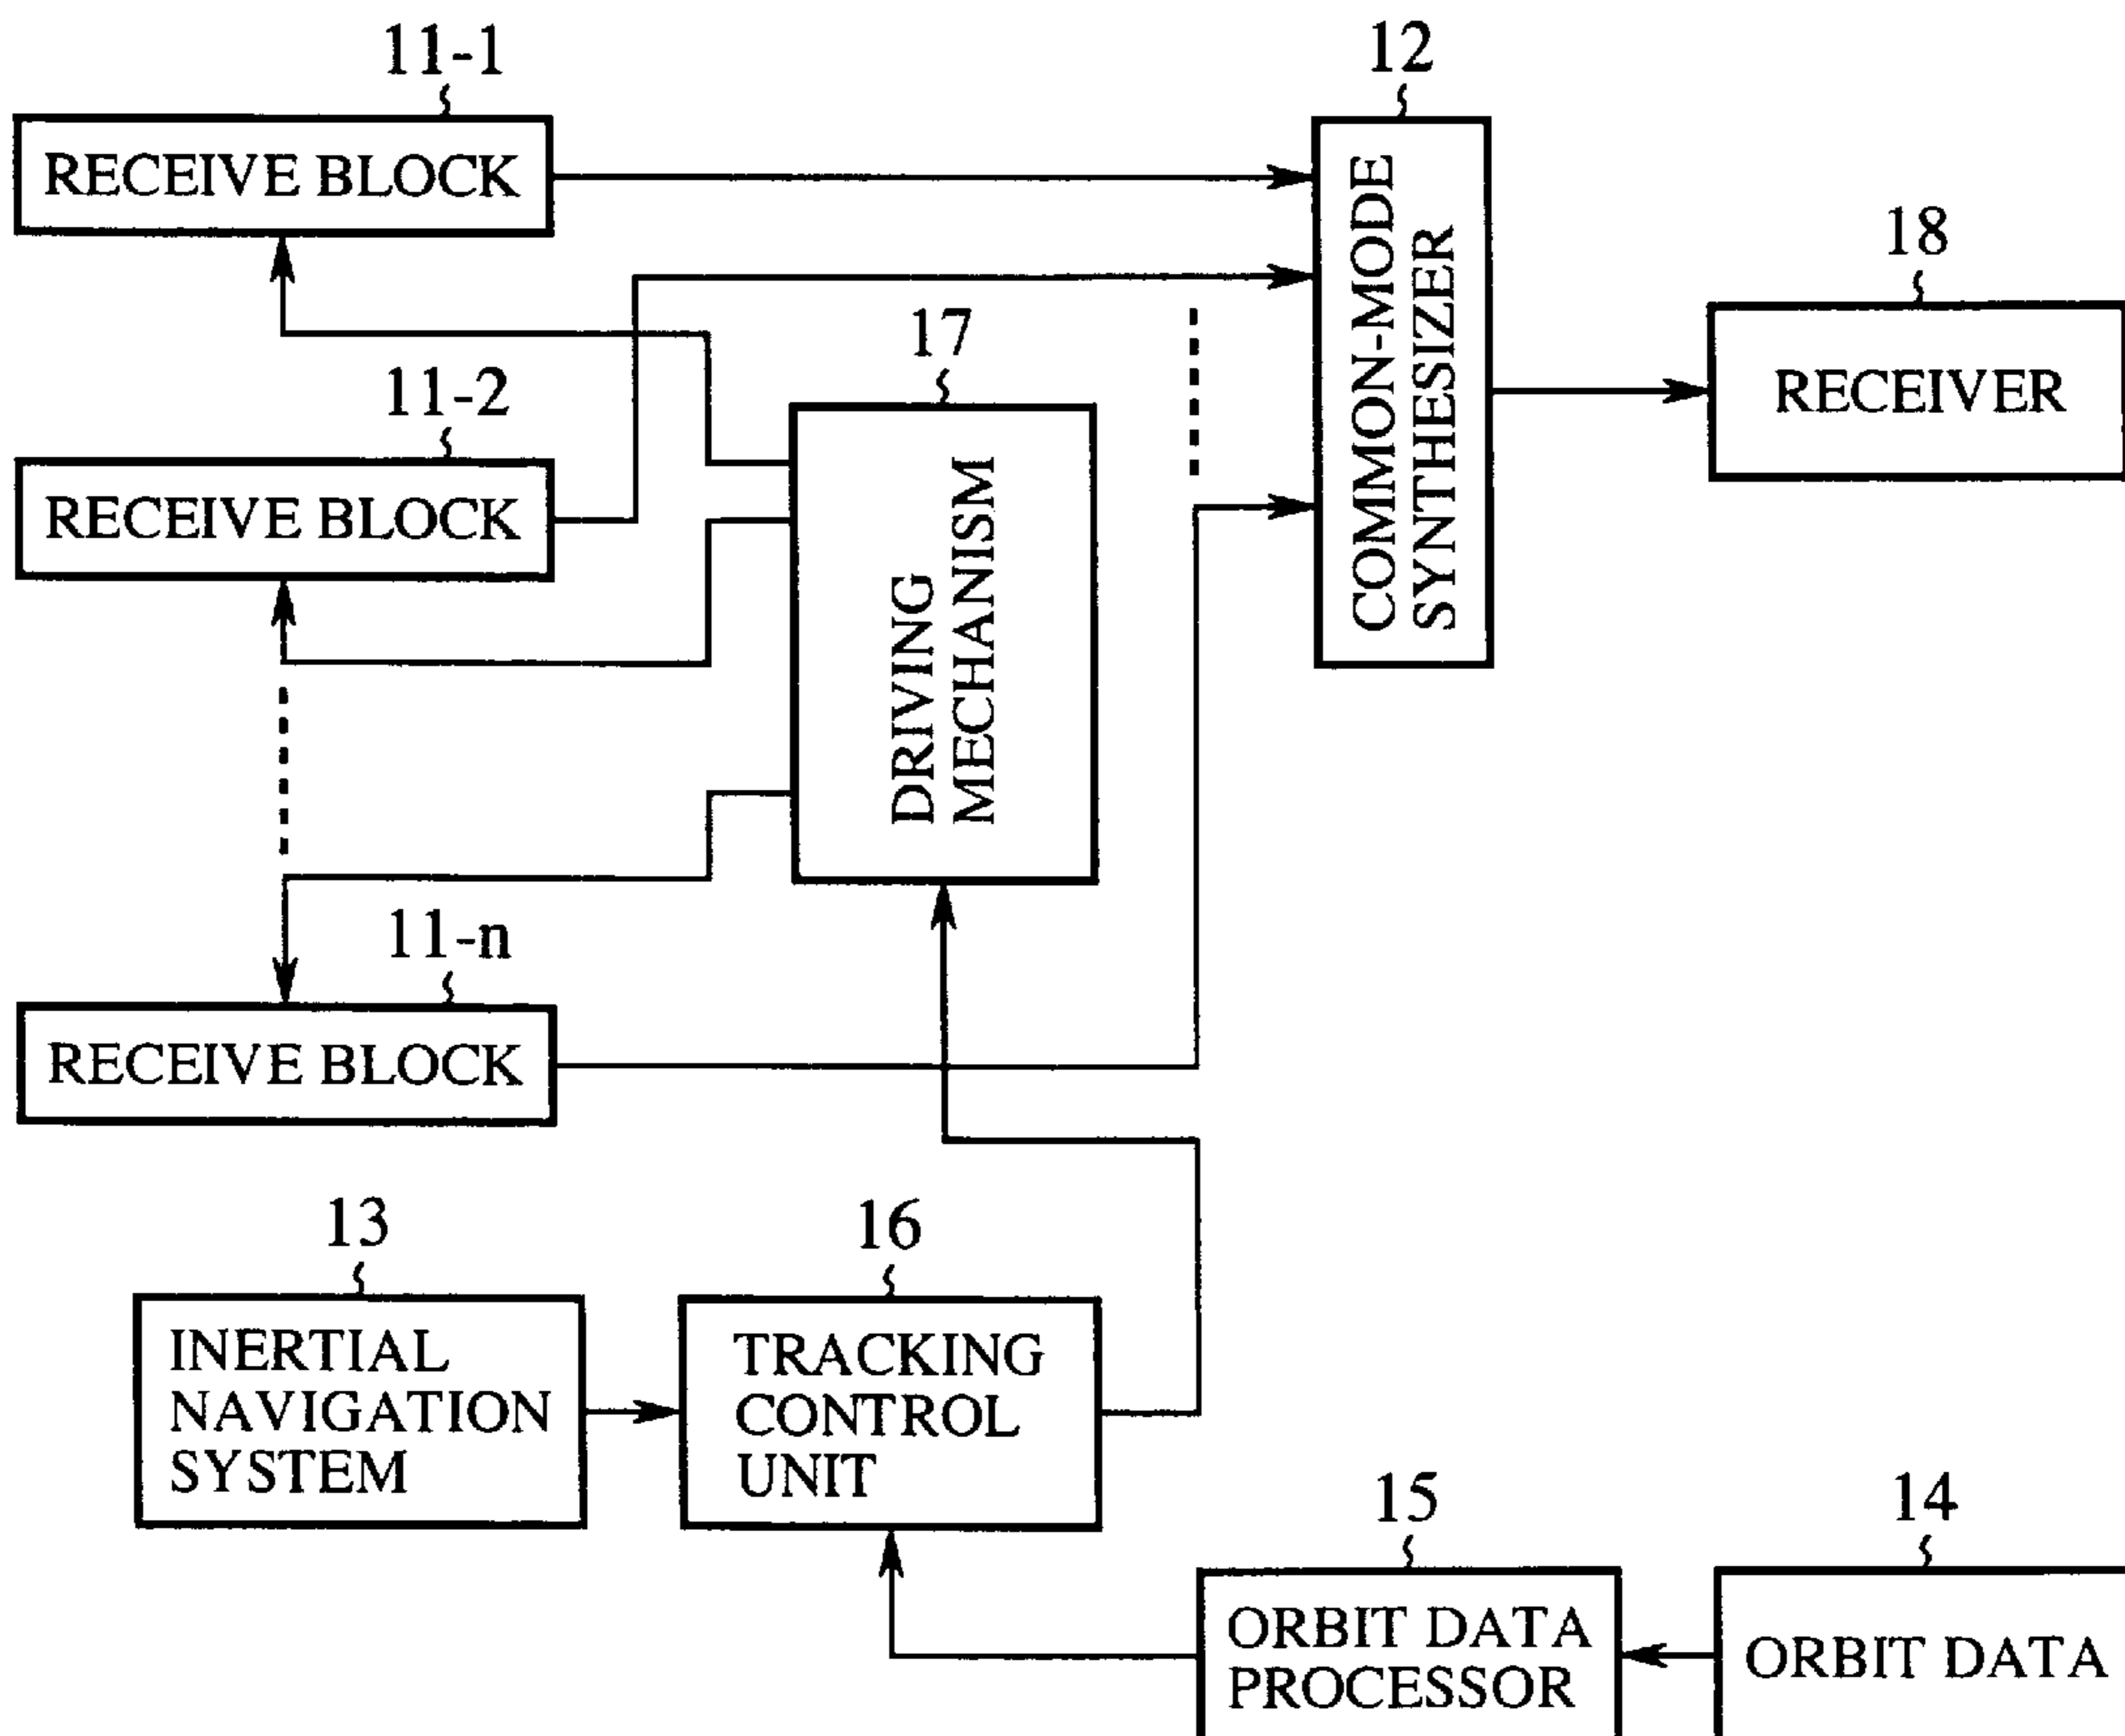 11-1
RECEIVE BLOCK
12
COMMON-MODE
SYNTHESIZER
18
RECEIVER
17
DRIVING
MECHANISM
11-2
RECEIVE BLOCK
11-n
RECEIVE BLOCK
13
INERTIAL
NAVIGATION
SYSTEM
16
TRACKING
CONTROL
UNIT
15
ORBIT DATA
PROCESSOR
14
ORBIT DATA